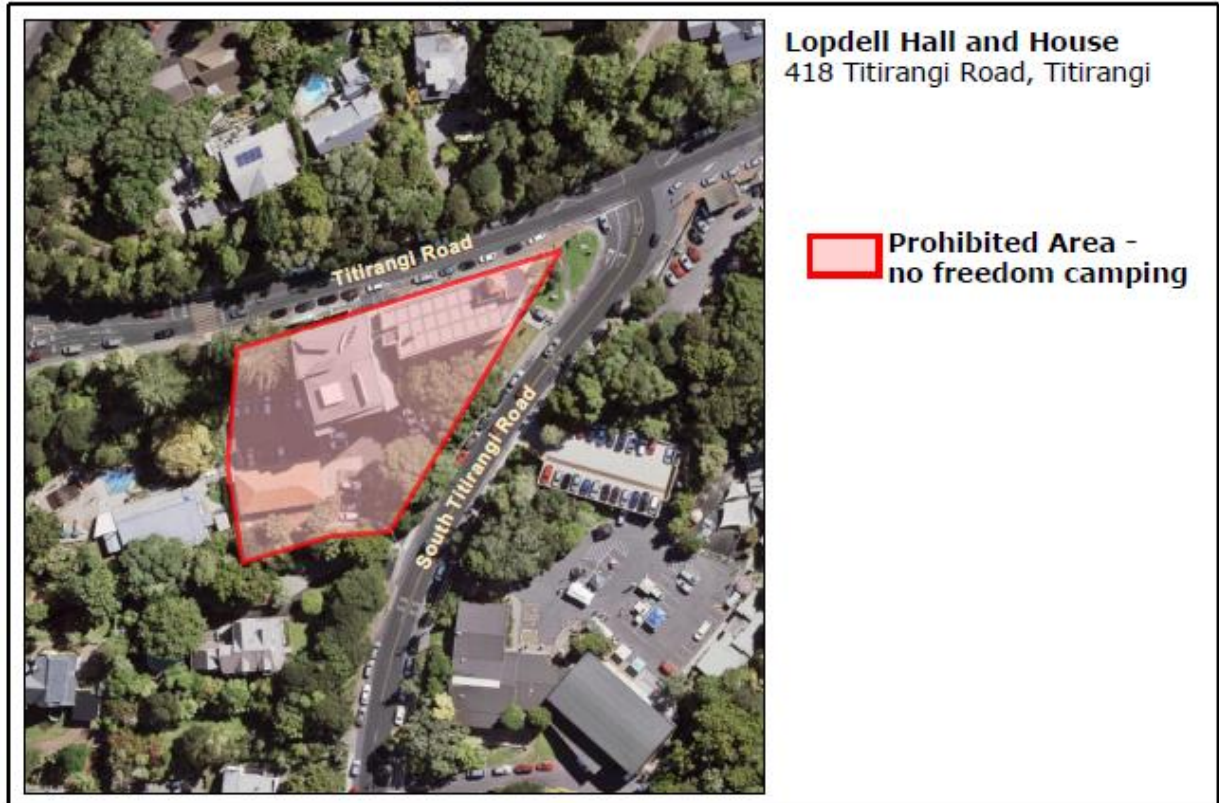 Lopdell Hall and House
418 Titirangi Road, Titirangi
Prohibited Area -
no freedom camping
Titirangi Road
South Titirangi Road